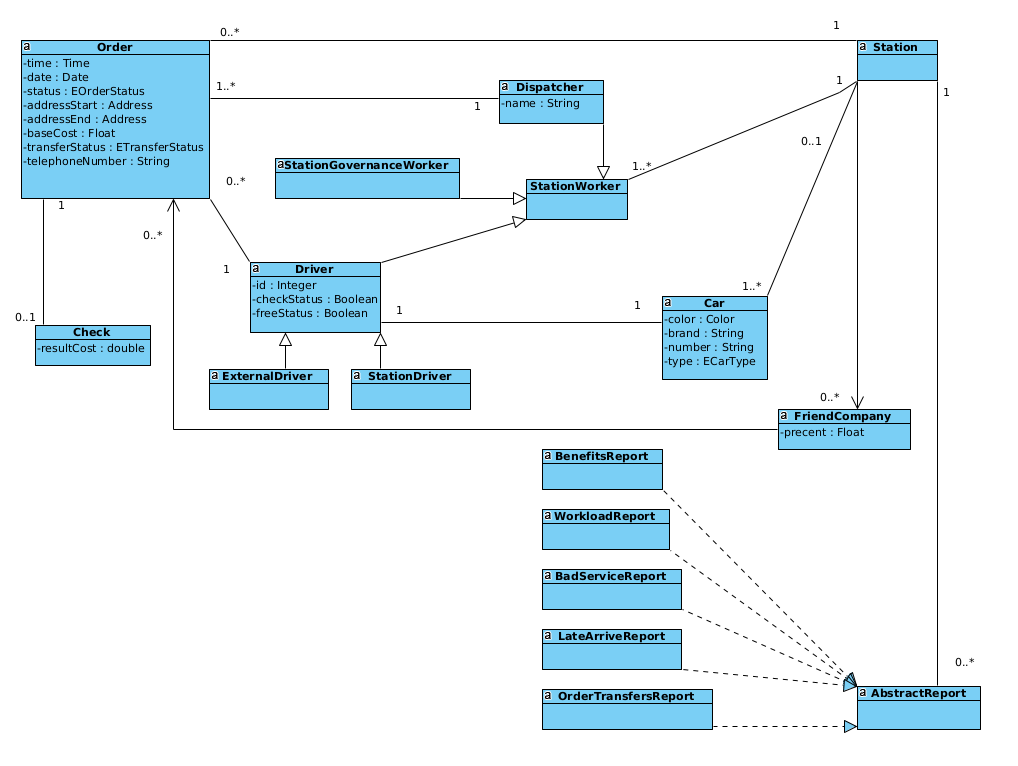 0..*
1
a Order
-time : Time
-date : Date
-status : EOrderStatus
-addressStart : Address
-addressEnd : Address
-baseCost : Float
-transferStatus : ETransferStatus
-telephoneNumber : String
a Station
1..*
1
a Dispatcher
-name : String
1
1
0..1
a StationGovernanceWorker
1..*
StationWorker
0..*
1
0..*
1
a Driver
-id : Integer
-checkStatus : Boolean
-freeStatus : Boolean
1
1
1..*
a Car
-color : Color
-brand : String
-number : String
-type : ECarType
0..1
Check
-resultCost : double
a ExternalDriver
a StationDriver
0..*
a FriendCompany
-precent : Float
a BenefitsReport
a WorkloadReport
a BadServiceReport
a LateArriveReport
a OrderTransfersReport
0..*
a AbstractReport